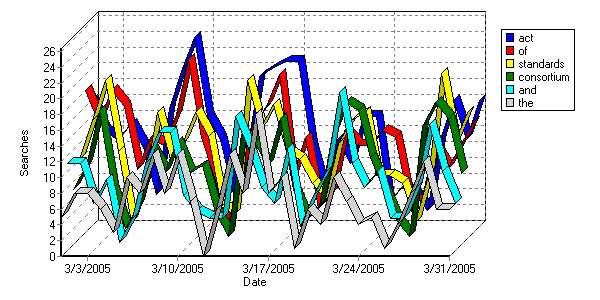 26
24
22
20
18
16
14
12
10
8
6
4
2
0
Searches
3/3/2005 3/10/2005 3/17/2005 3/24/2005 3/31/2005
Date
act
of
standards
consortium
and
the